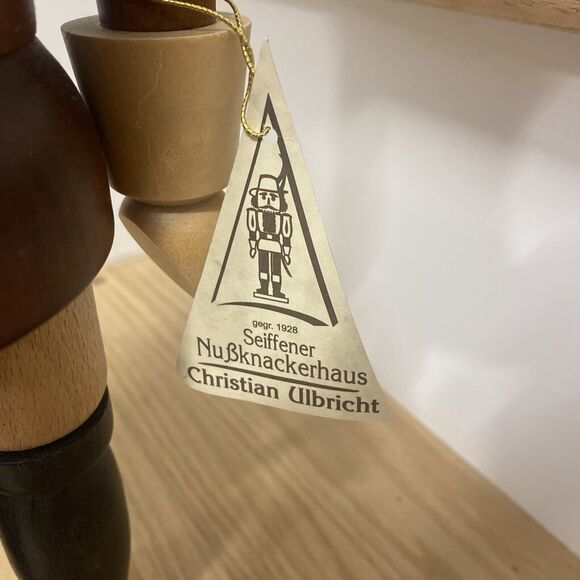 gegr. 1928
Seiffener
Nußknackerhaus
Christian Ulbricht